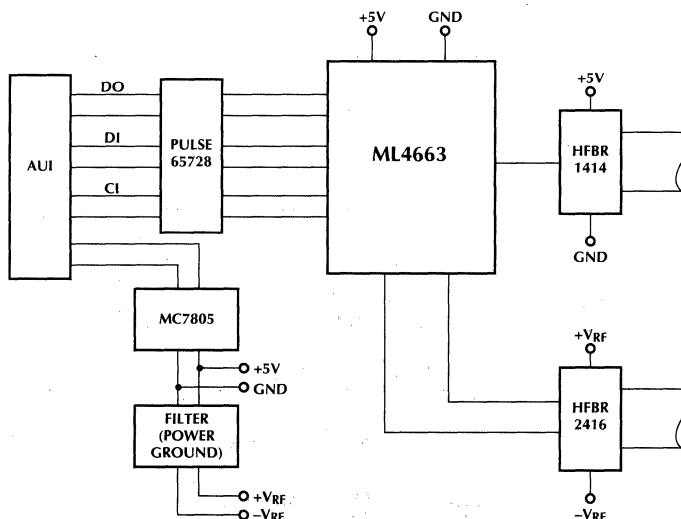 +5V
GND
AUI
DO
DI
CI
PULSE
65728
ML4663
+5V
HFBR
1414
GND
MC7805
+5V
GND
FILTER
(POWER
GROUND)
+VRF
−VRF
+VRF
HFBR
2416
−VRF